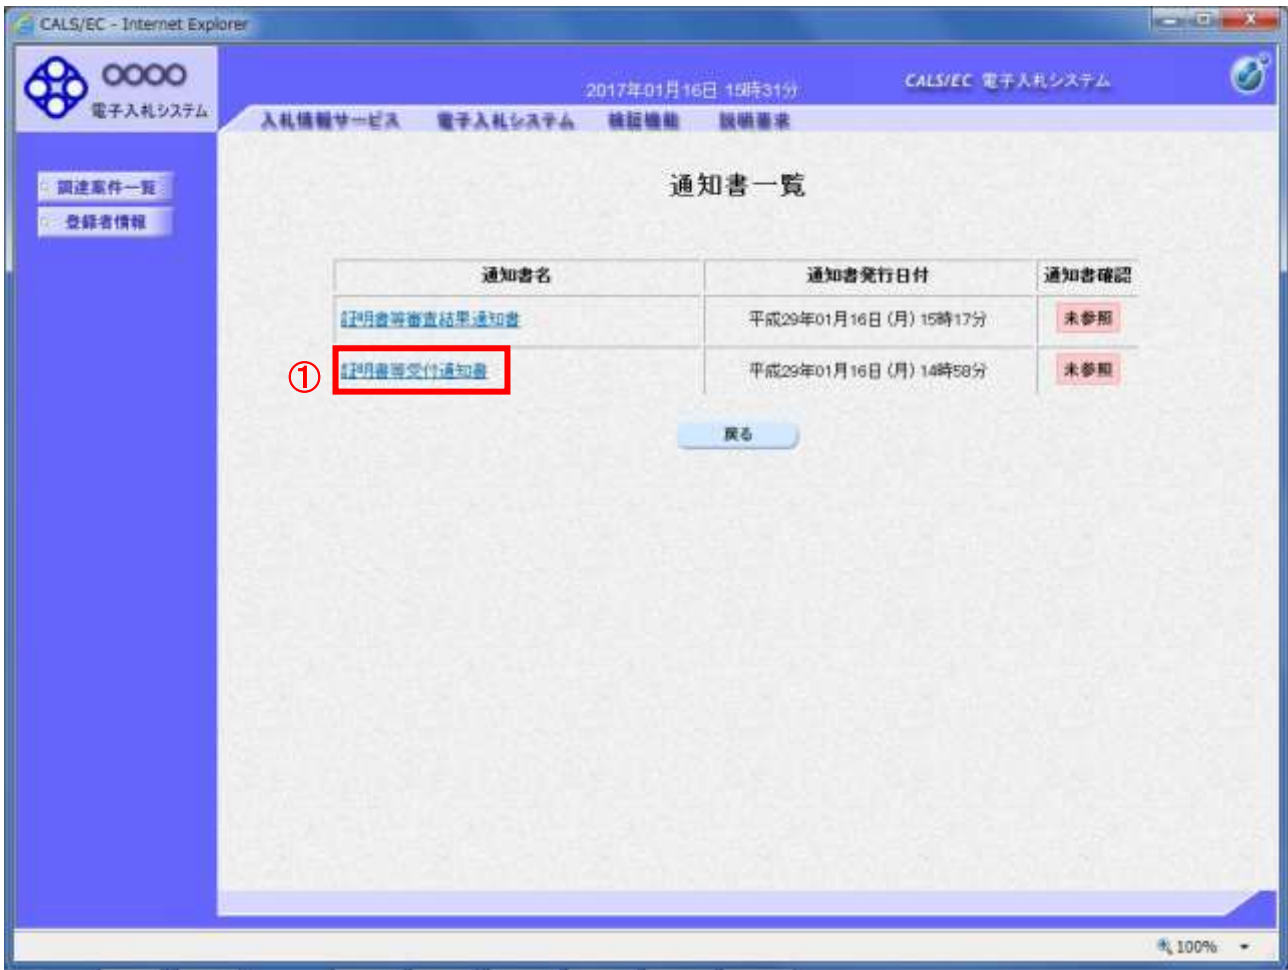 CALS/EC - Internet Explorer
OOOO
電子入札システム
2017年01月16日 15時31分
CALS/EC 電子入札システム
入札情報サービス 電子入札システム 検証機能 説明要求
調達案件一覧
登録者情報
通知書一覧
通知書名 通知書発行日付 通知書確認
証明書等審査結果通知書 平成29年01月16日 (月) 15時17分 未参照
① 証明書等受付通知書 平成29年01月16日 (月) 14時58分 未参照
戻る
100%